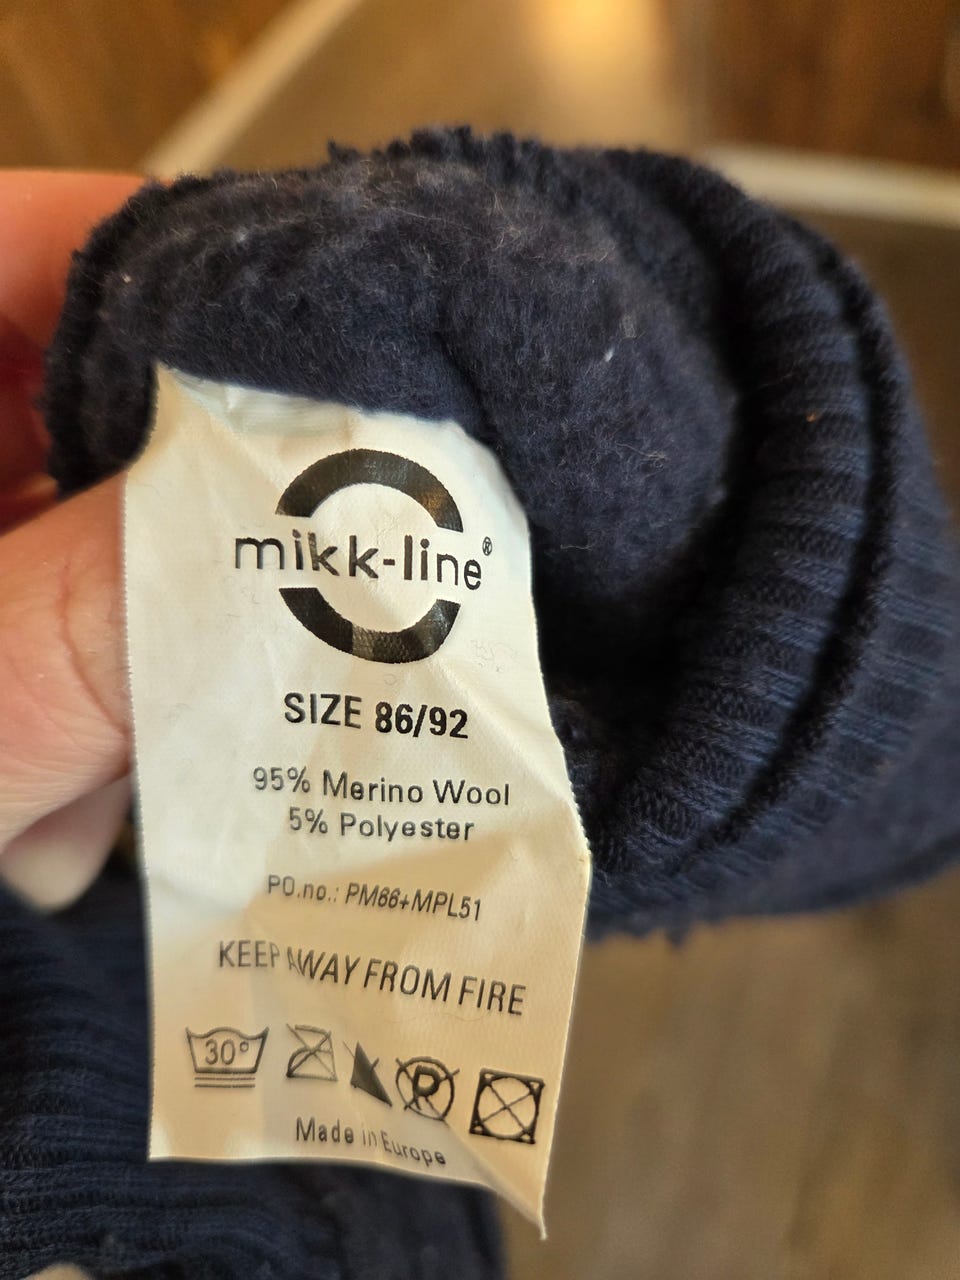 mikk-line®
SIZE 86/92
95% Merino Wool
5% Polyester
PO.no.: PM66+MPL51
KEEP AWAY FROM FIRE
30°
R
Made in Europe